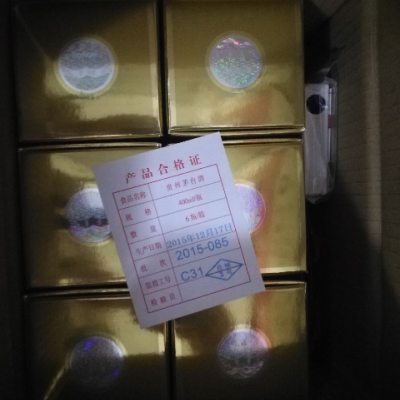 产品合格证
食品名称 贵州茅台酒
规格 400ml/瓶
数量 6瓶/箱
生产日期 2015年12月17日
批次 2015-085
装箱工号 C31
检验员